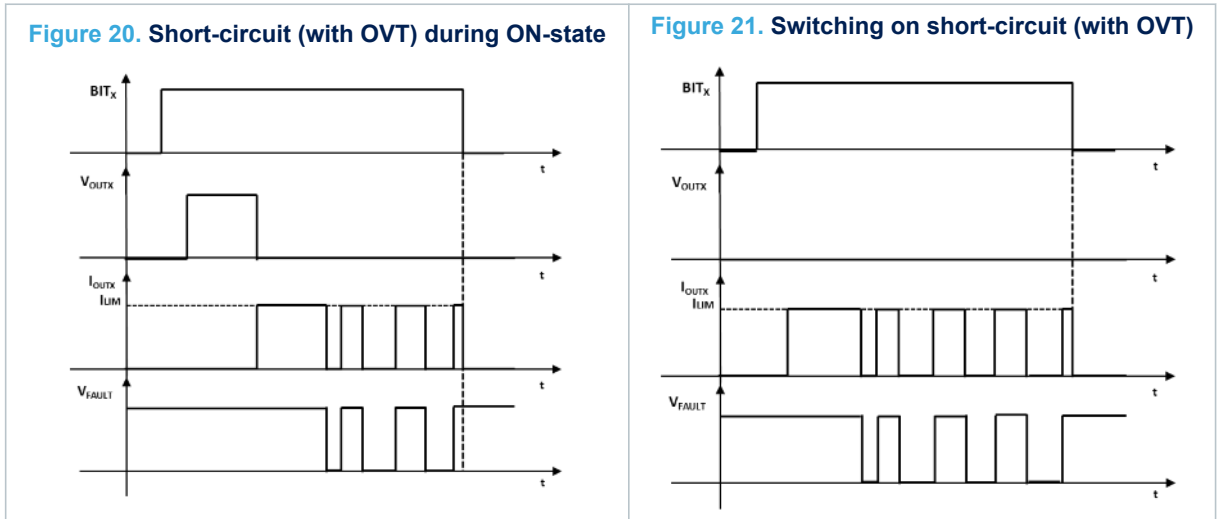 Figure 20. Short-circuit (with OVT) during ON-state
BITX
t
VOUTX
t
IOUTX
ILIM
t
VFAULT
t
Figure 21. Switching on short-circuit (with OVT)
BITX
t
VOUTX
t
IOUTX
ILIM
t
VFAULT
t